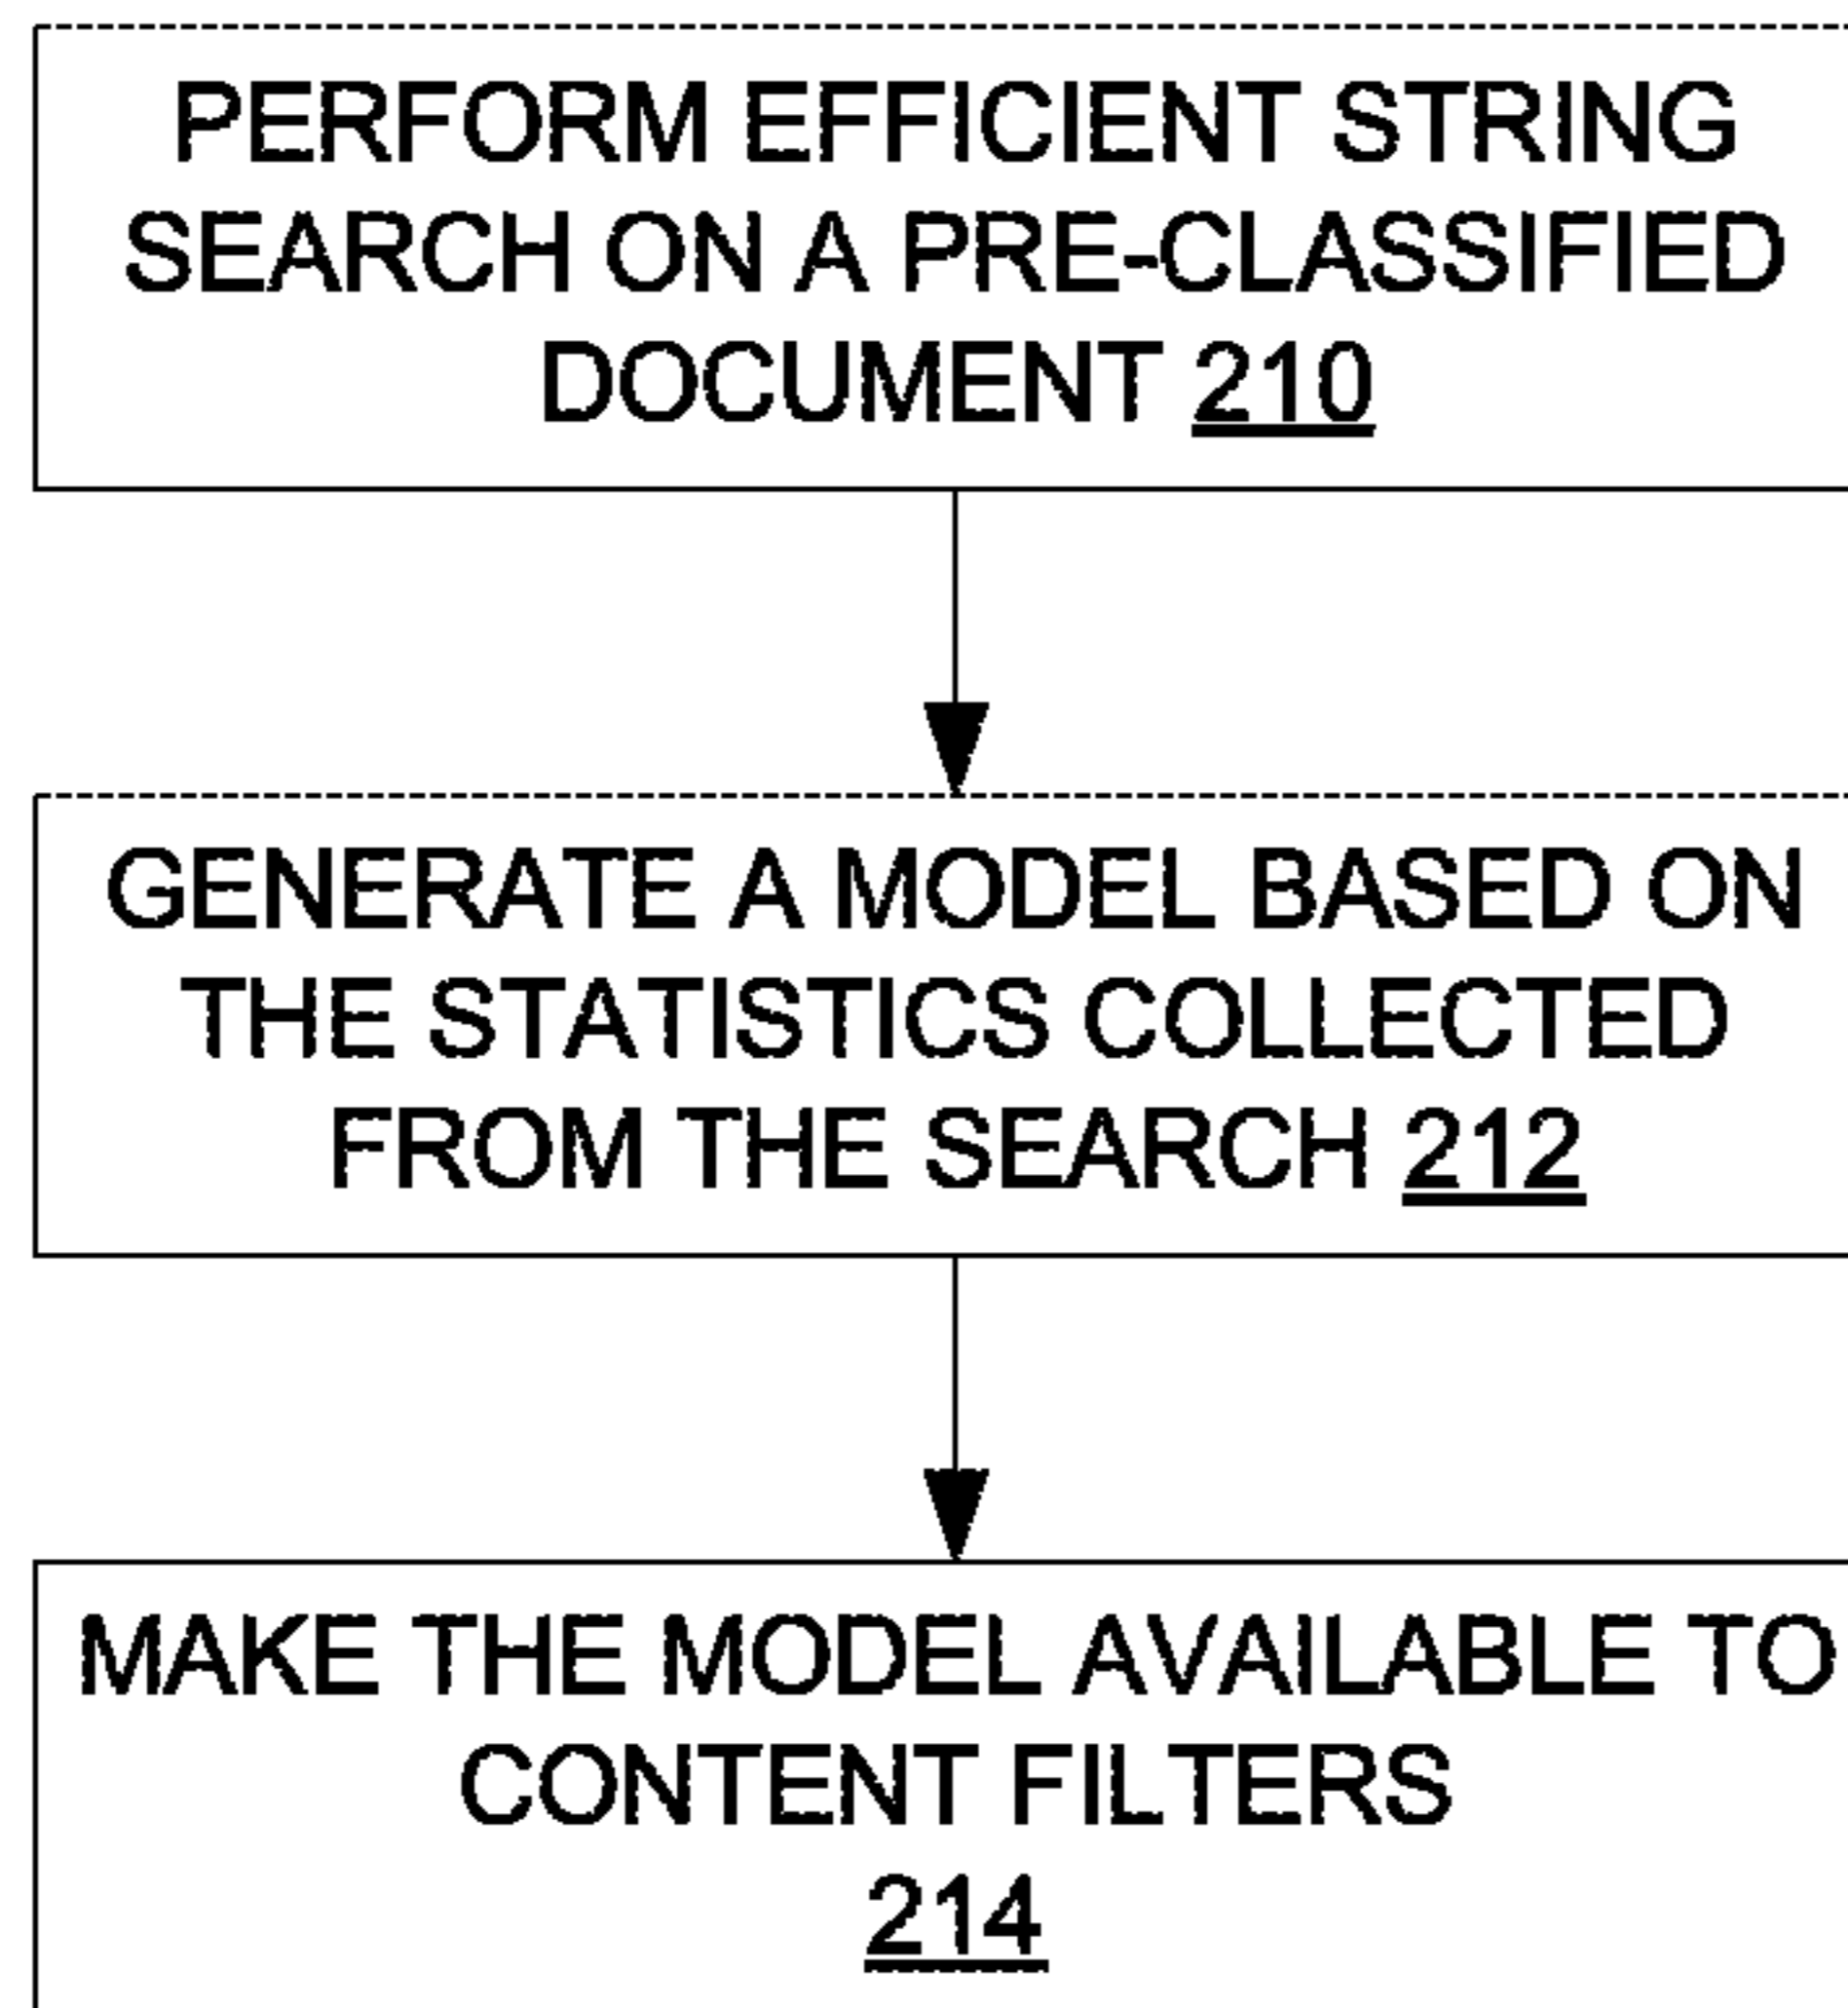 PERFORM EFFICIENT STRING
SEARCH ON A PRE-CLASSIFIED
DOCUMENT 210
GENERATE A MODEL BASED ON
THE STATISTICS COLLECTED
FROM THE SEARCH 212
MAKE THE MODEL AVAILABLE TO
CONTENT FILTERS
214